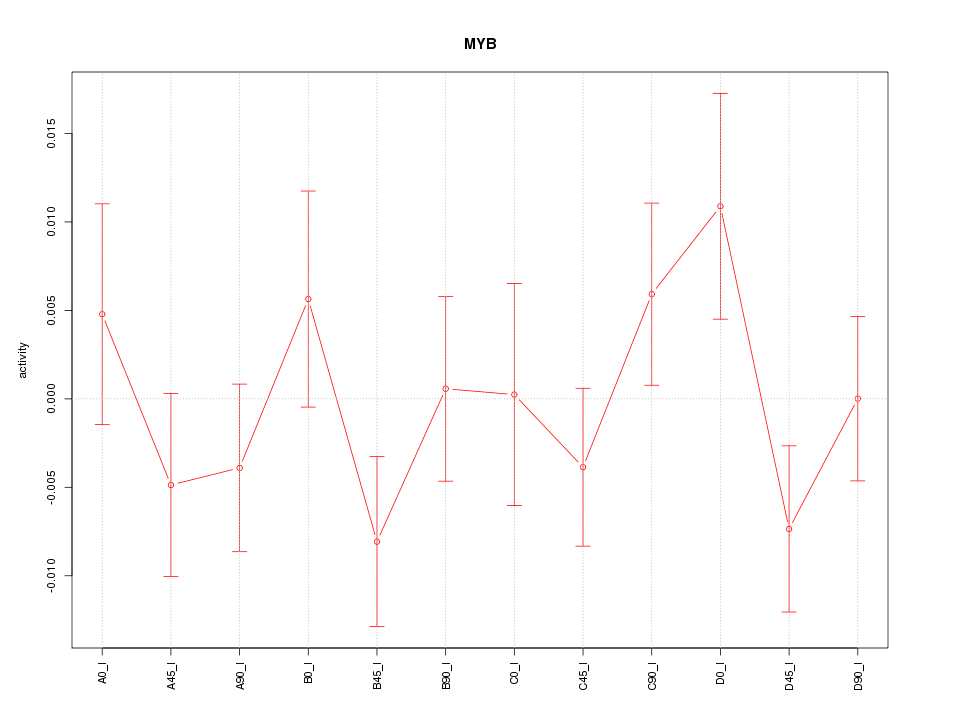 MYB
activity
0.015
0.010
0.005
0.000
-0.005
-0.010
A0_I
A45_I
A90_I
B0_I
B45_I
B90_I
C0_I
C45_I
C90_I
D0_I
D45_I
D90_I